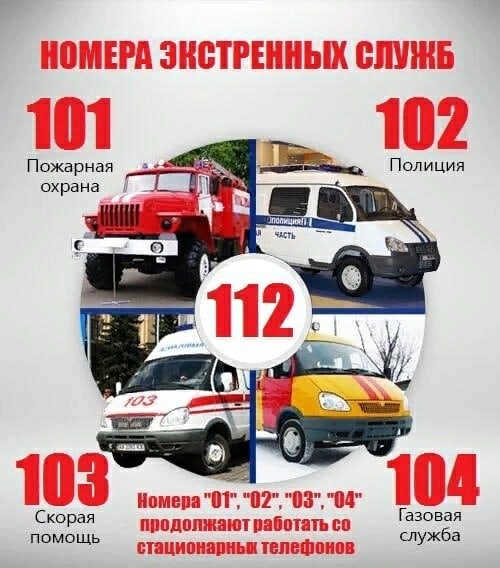 НОМЕРА ЭКСТРЕННЫХ СЛУЖБ
101
Пожарная
охрана
102
Полиция
ПОЛИЦИЯ
ЧАСТЬ
112
103
103
Скорая
помощь
104
Газовая
служба
Номера "01", "02", "03", "04"
продолжают работать со
стационарных телефонов